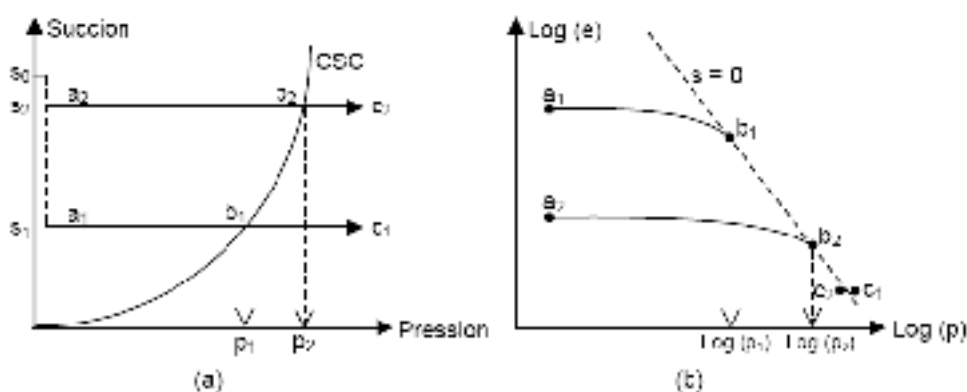 Succion
CSC
s₀
s₂ a₂ b₂ c₂
s₁ a₁ b₁ c₁
p₁ p₂ Pression
(a)
Log (e)
s = 0
a₁
b₁
a₂
b₂
c₂ c₁
Log (p₁) Log (p₂) Log (p)
(b)